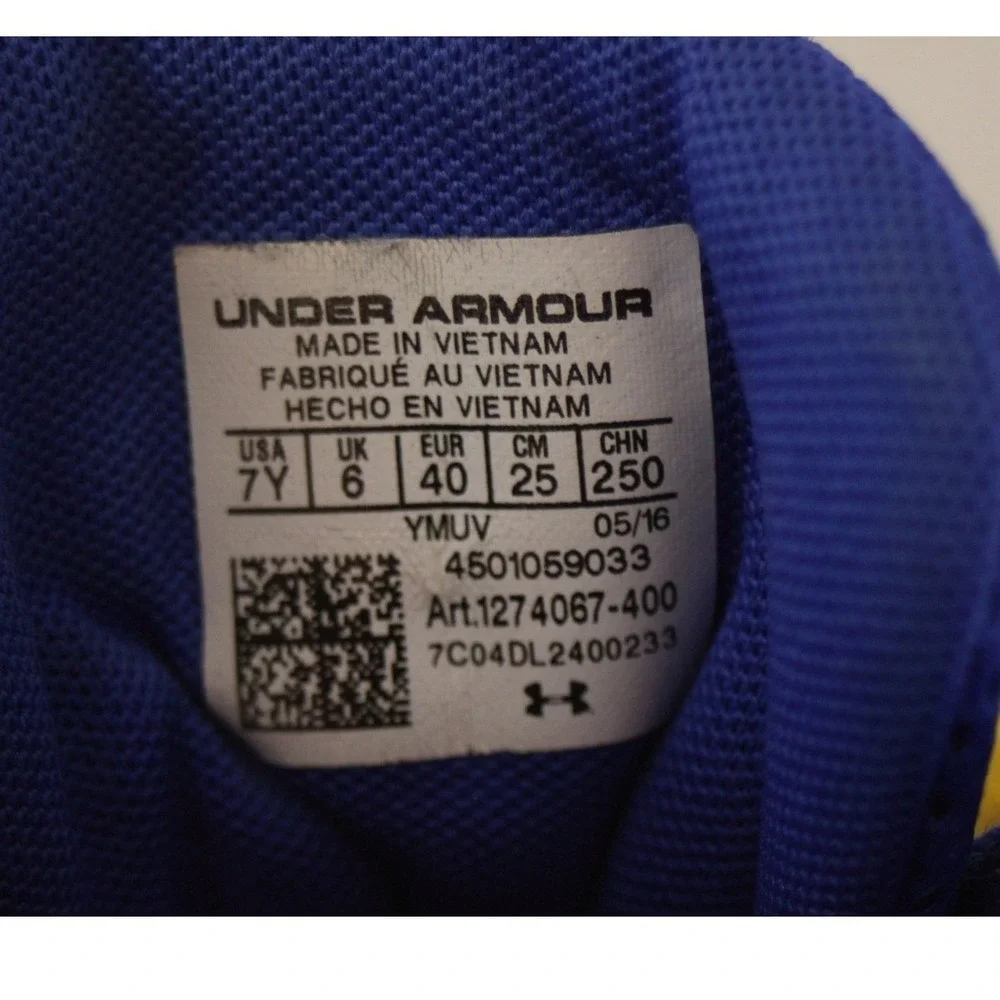 UNDER ARMOUR
MADE IN VIETNAM
FABRIQUÉ AU VIETNAM
HECHO EN VIETNAM
USA UK EUR CM CHN
7Y 6 40 25 250
YMUV 05/16
4501059033
Art.1274067-400
7C04DL2400233